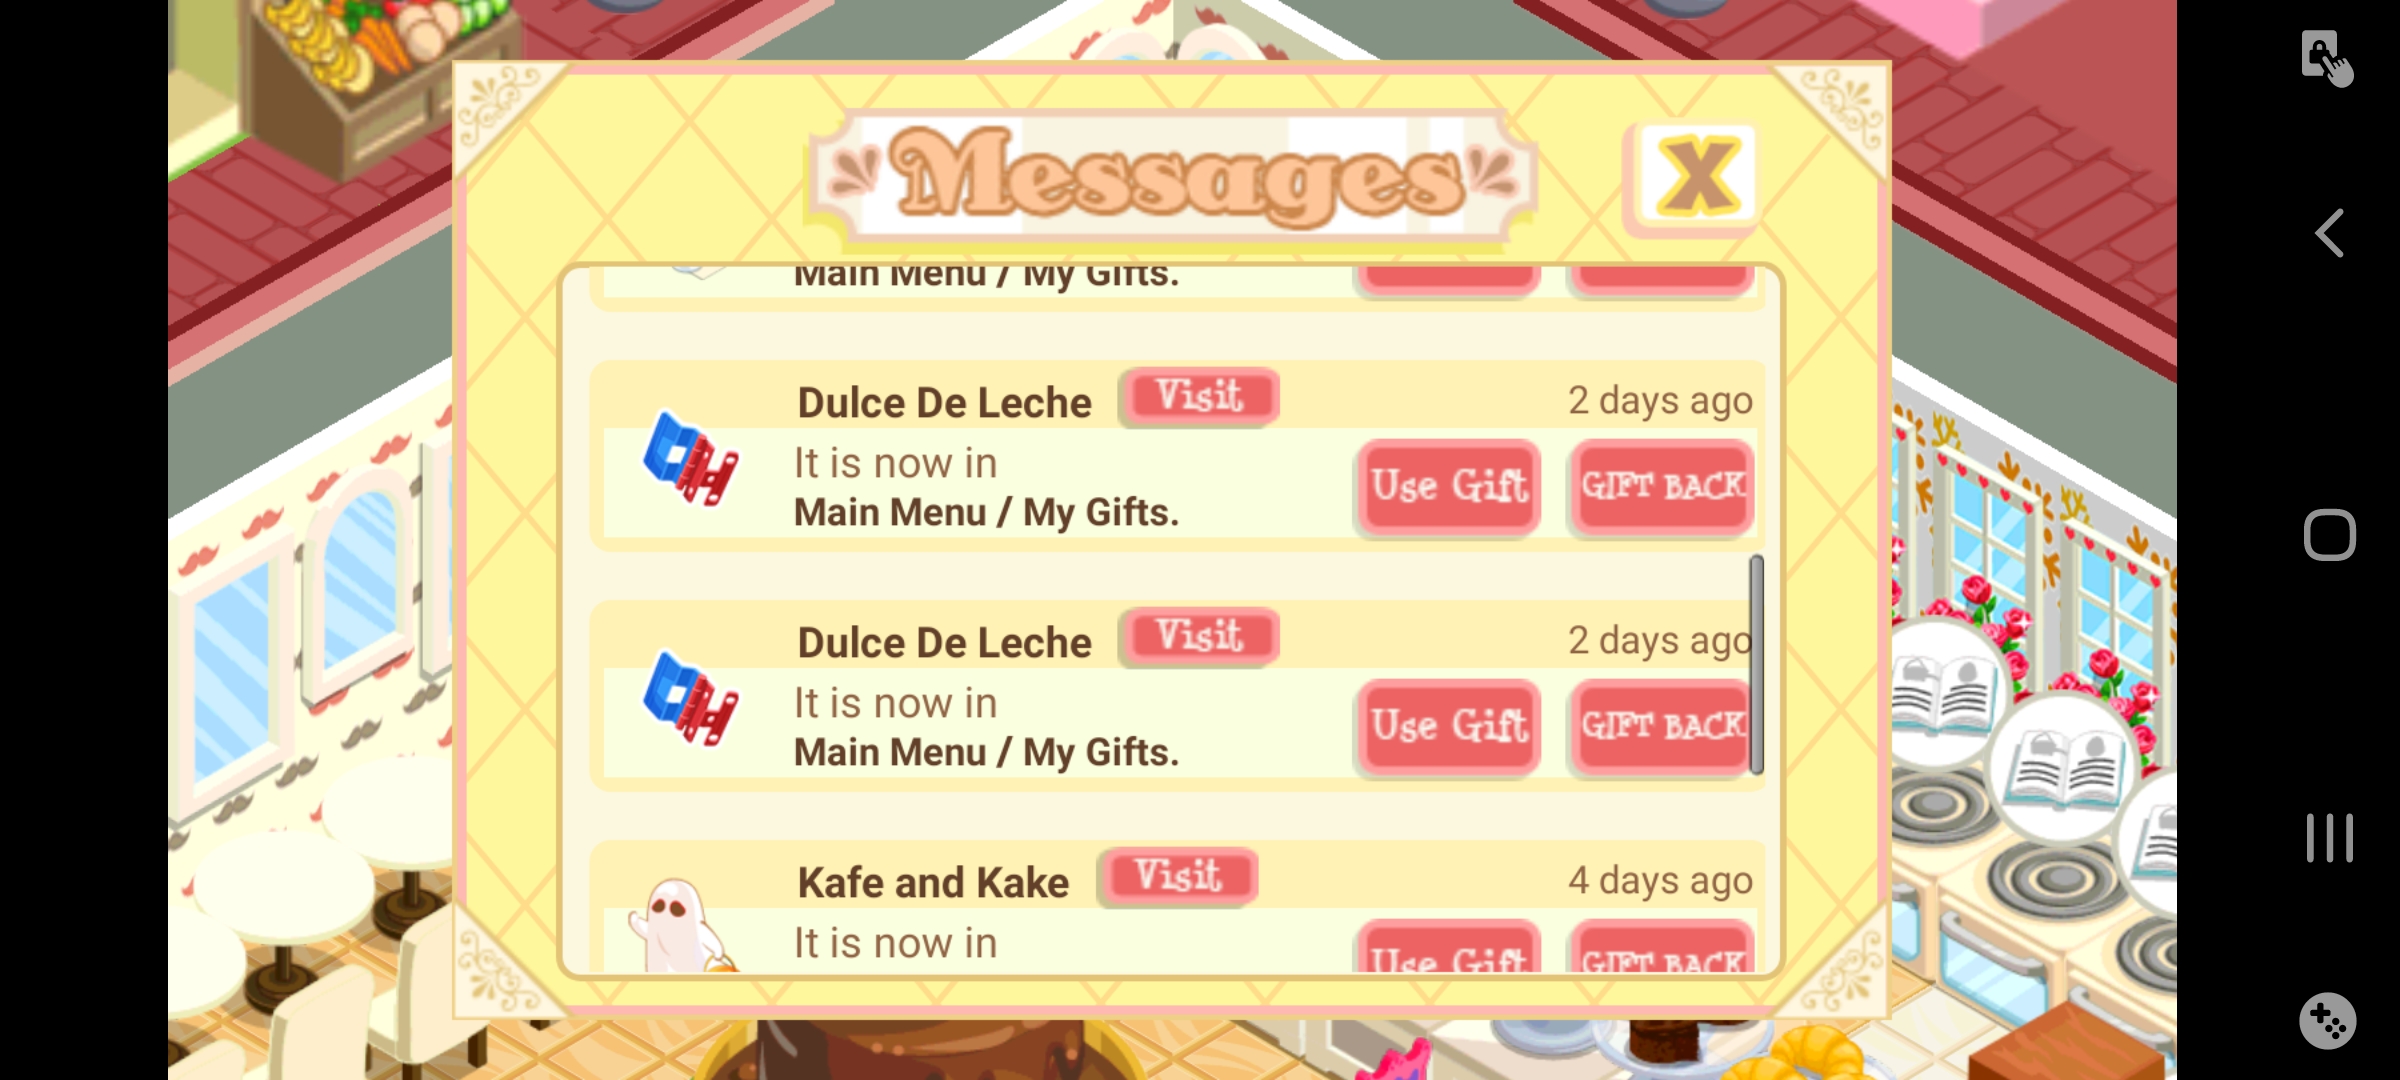 Messages
X
Main Menu / My Gifts.
Dulce De Leche Visit 2 days ago
It is now in
Main Menu / My Gifts.
Use Gift GIFT BACK
Dulce De Leche Visit 2 days ago
It is now in
Main Menu / My Gifts.
Use Gift GIFT BACK
Kafe and Kake Visit 4 days ago
It is now in
Use Gift GIFT BACK